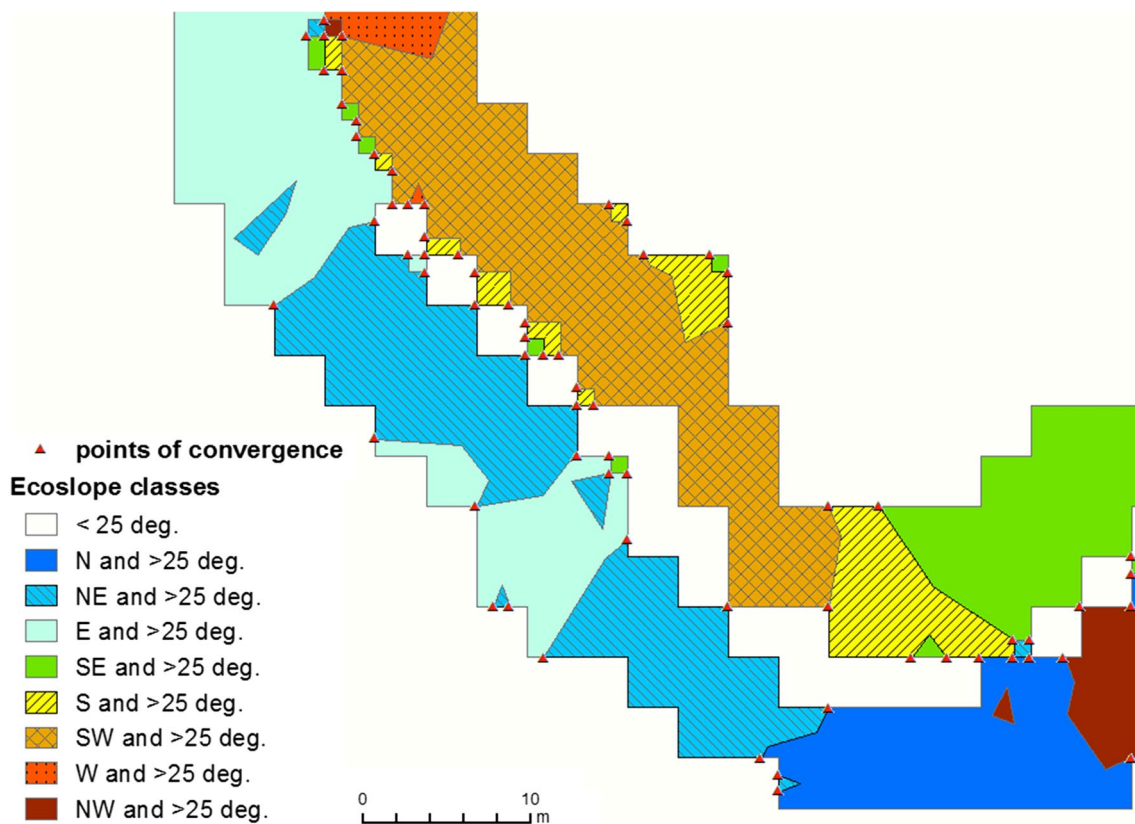 points of convergence
Ecoslope classes
< 25 deg.
N and >25 deg.
NE and >25 deg.
E and >25 deg.
SE and >25 deg.
S and >25 deg.
SW and >25 deg.
W and >25 deg.
NW and >25 deg.
0 10
m